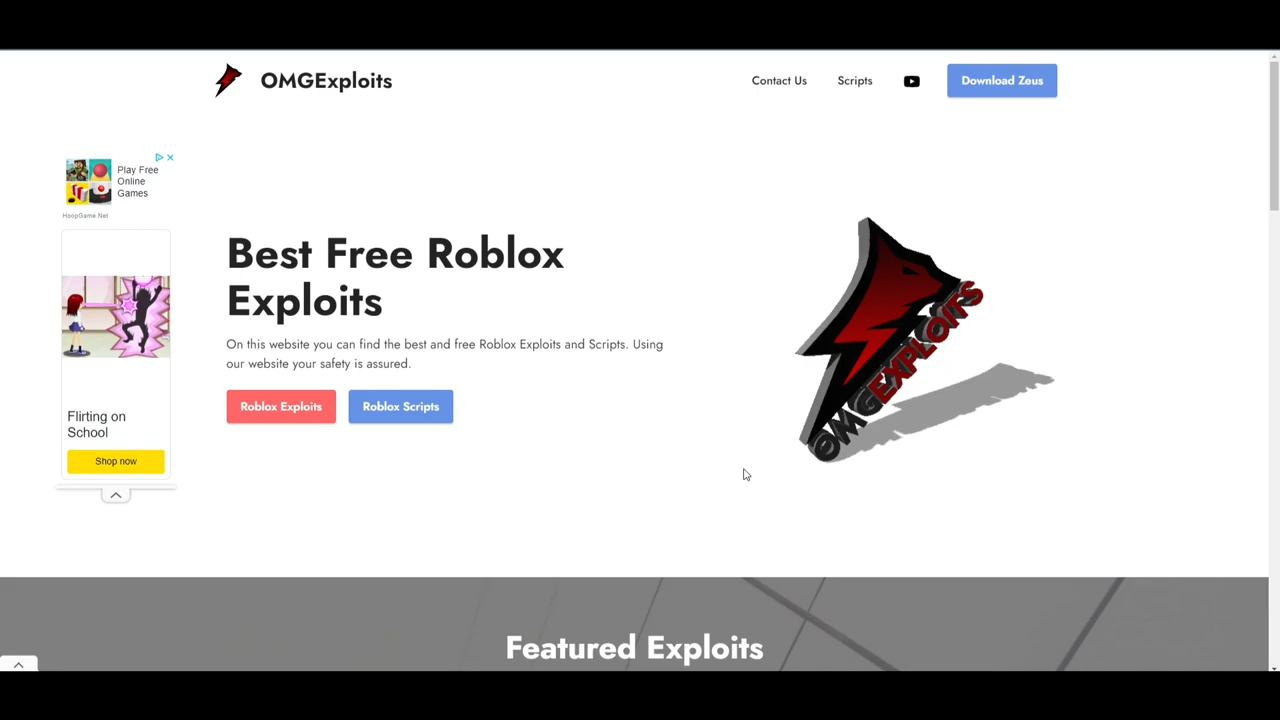 OMGExploits
Contact Us
Scripts
Download Zeus
Play Free
Online
Games
HoopGame.Net
Flirting on
School
Shop now
Best Free Roblox
Exploits
On this website you can find the best and free Roblox Exploits and Scripts. Using
our website your safety is assured.
Roblox Exploits
Roblox Scripts
OMGEXPLOITS
Featured Exploits